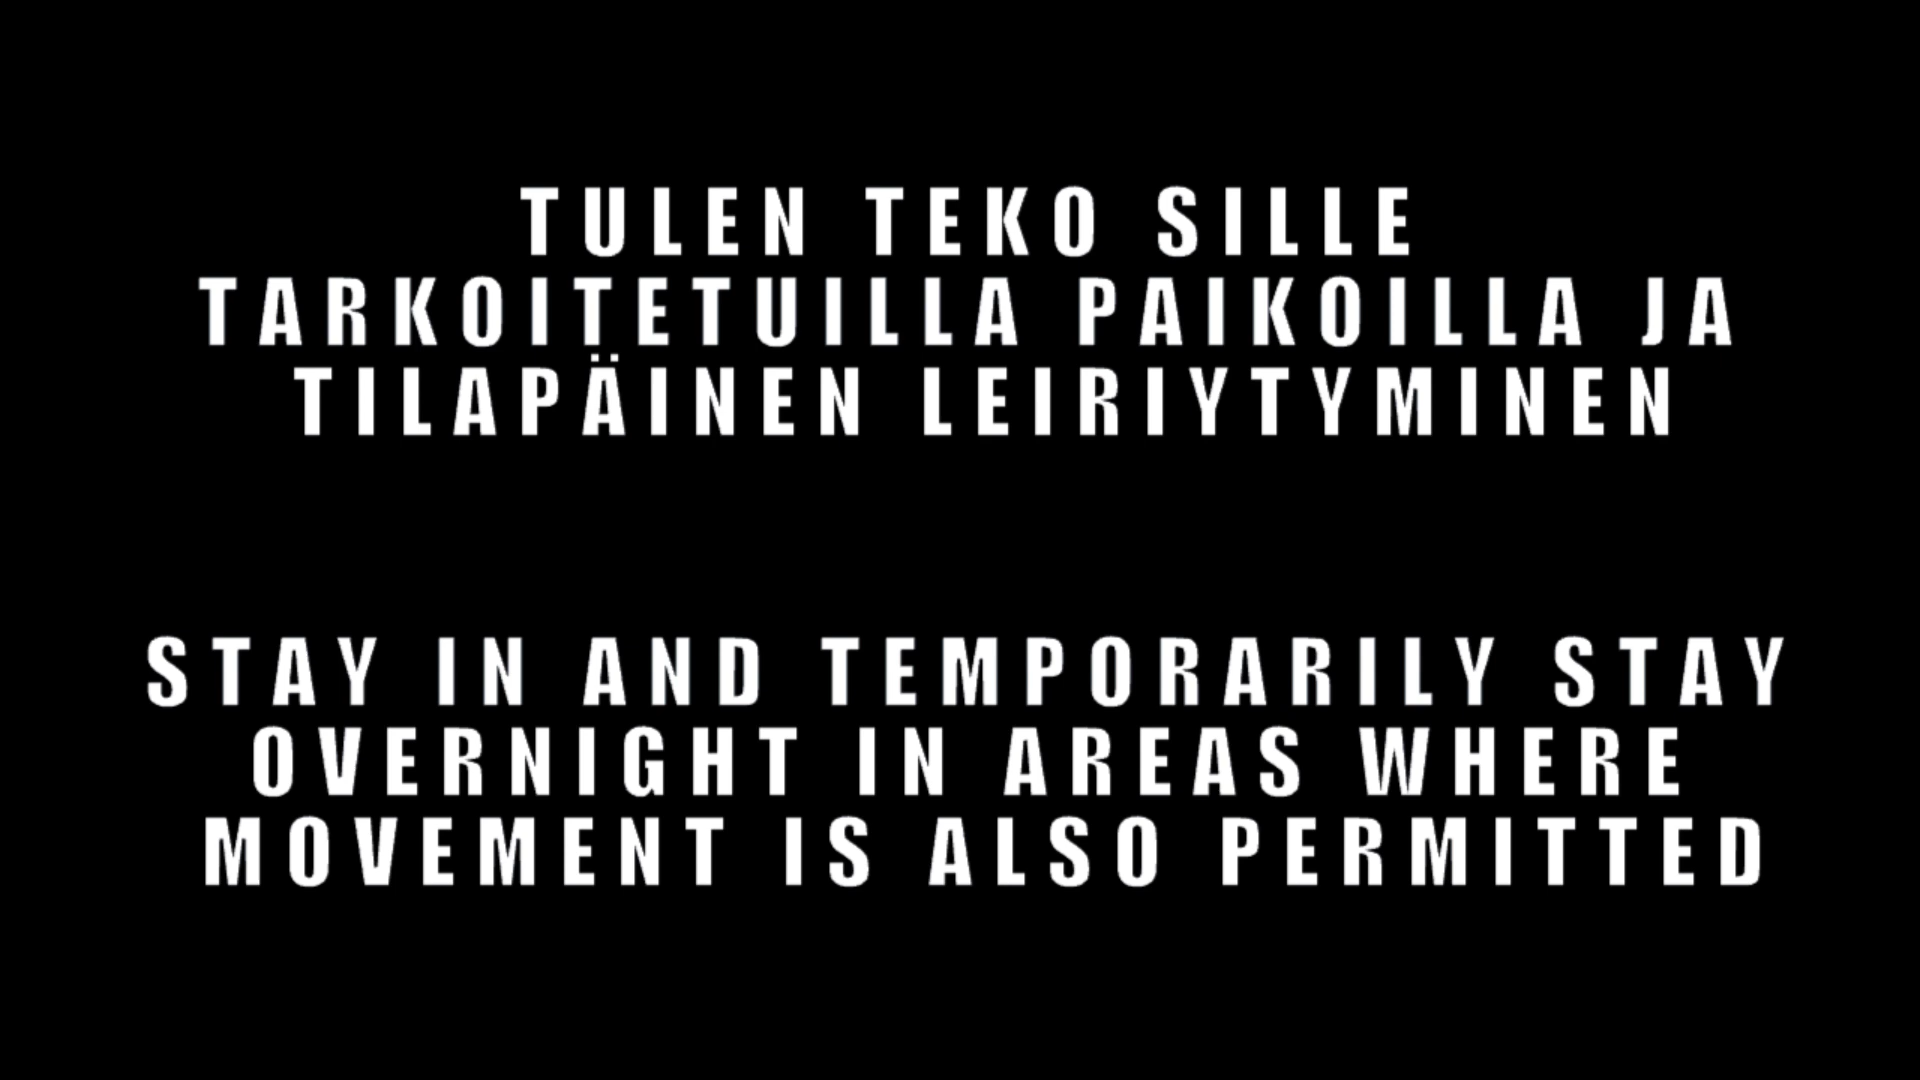 TULEN TEKO SILLE
TARKOITETUILLA PAIKOILLA JA
TILAPÄINEN LEIRIYTYMINEN
STAY IN AND TEMPORARILY STAY
OVERNIGHT IN AREAS WHERE
MOVEMENT IS ALSO PERMITTED